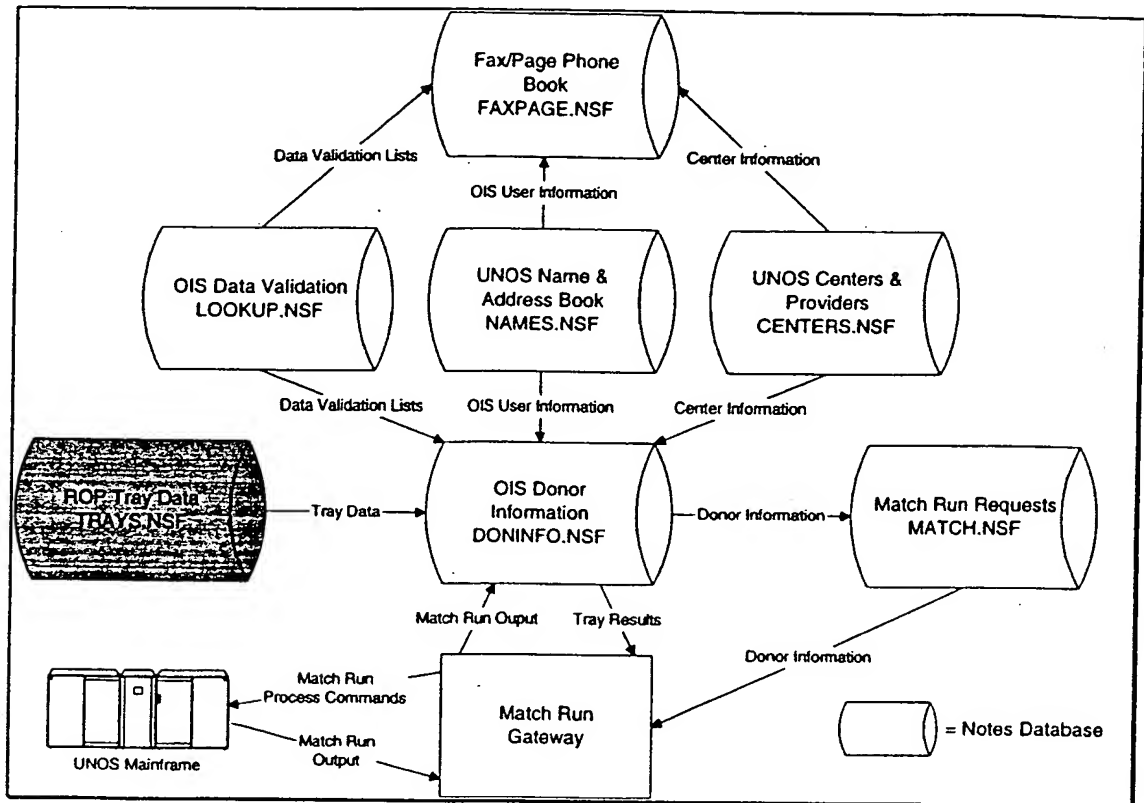 Fax/Page Phone
Book
FAXPAGE.NSF
Data Validation Lists
Center Information
OIS User Information
OIS Data Validation
LOOKUP.NSF
UNOS Name &
Address Book
NAMES.NSF
UNOS Centers &
Providers
CENTERS.NSF
Data Validation Lists
OIS User Information
Center Information
ROP Tray Data
TRAYS.NSF
Tray Data
OIS Donor
Information
DONINFO.NSF
Donor Information
Match Run Requests
MATCH.NSF
Match Run Ouput
Tray Results
Donor Information
Match Run
Process Commands
Match Run
Gateway
= Notes Database
Match Run
Output
UNOS Mainframe